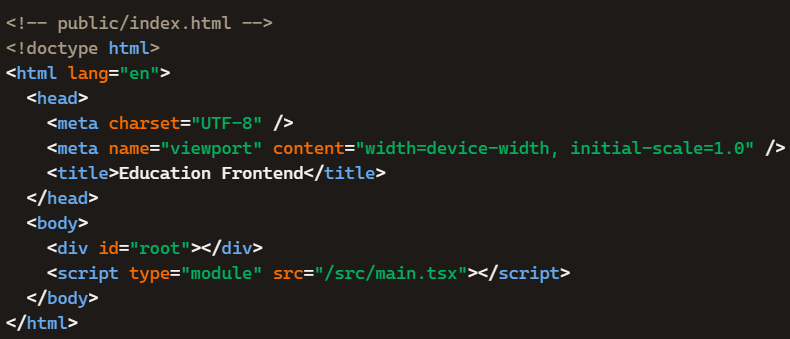 <!-- public/index.html -->
<!doctype html>
<html lang="en">
  <head>
    <meta charset="UTF-8" />
    <meta name="viewport" content="width=device-width, initial-scale=1.0" />
    <title>Education Frontend</title>
  </head>
  <body>
    <div id="root"></div>
    <script type="module" src="/src/main.tsx"></script>
  </body>
</html>